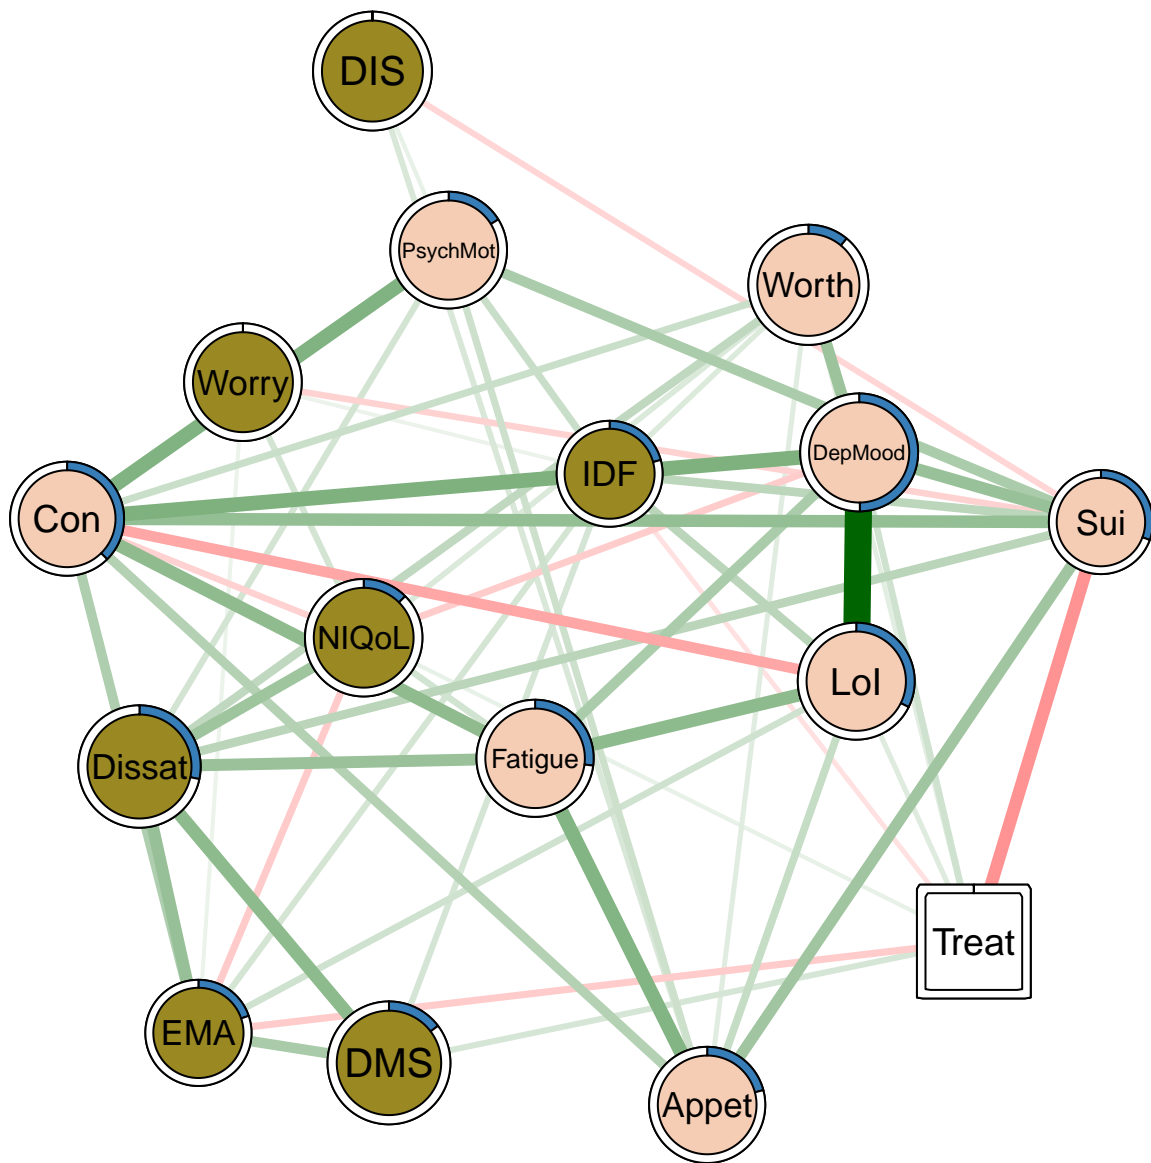 DIS
PsychMot
Worth
Worry
DepMood
IDF
Con
Sui
NIQoL
LoI
Fatigue
Dissat
Treat
EMA
DMS
Appet